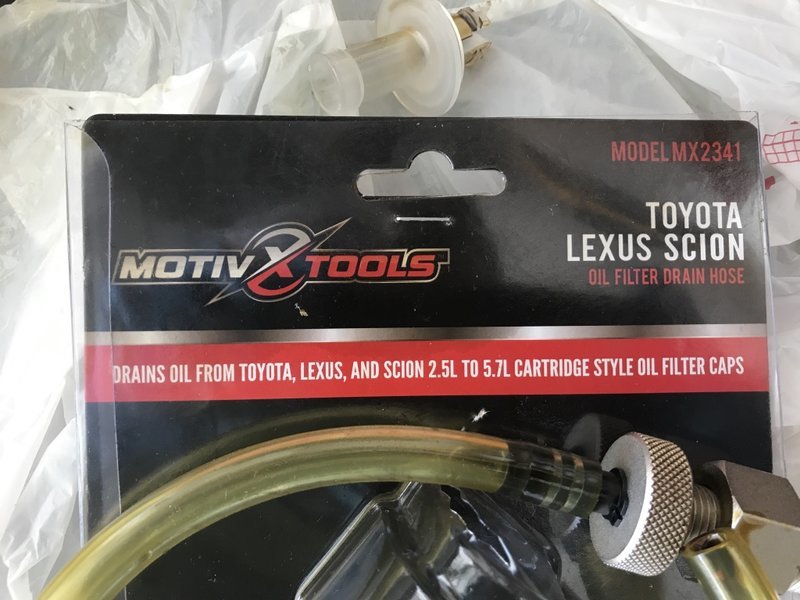 MODEL MX2341
TOYOTA
LEXUS SCION
OIL FILTER DRAIN HOSE
MOTIV X TOOLS™
DRAINS OIL FROM TOYOTA, LEXUS, AND SCION 2.5L TO 5.7L CARTRIDGE STYLE OIL FILTER CAPS